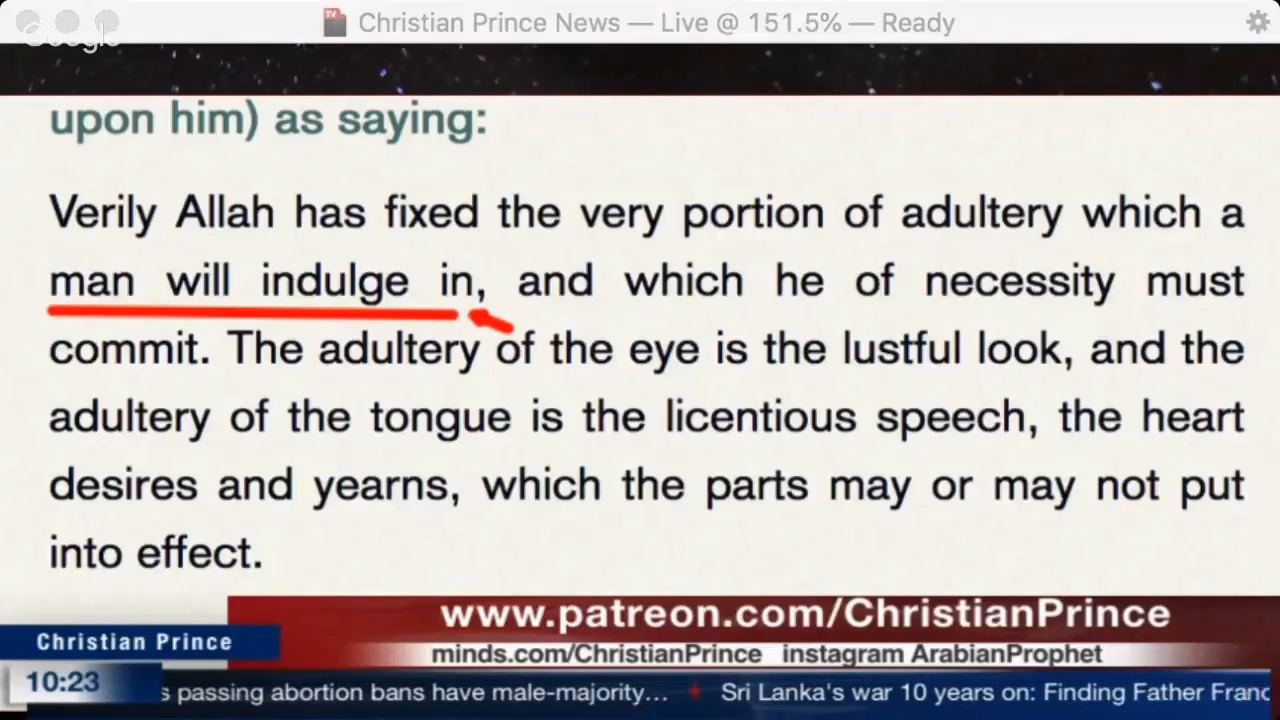 Christian Prince News — Live @ 151.5% — Ready
Google
upon him) as saying:
Verily Allah has fixed the very portion of adultery which a
man will indulge in, and which he of necessity must
commit. The adultery of the eye is the lustful look, and the
adultery of the tongue is the licentious speech, the heart
desires and yearns, which the parts may or may not put
into effect.
www.patreon.com/ChristianPrince
Christian Prince
minds.com/ChristianPrince instagram ArabianProphet
10:23
s passing abortion bans have male-majority... Sri Lanka's war 10 years on: Finding Father Franc